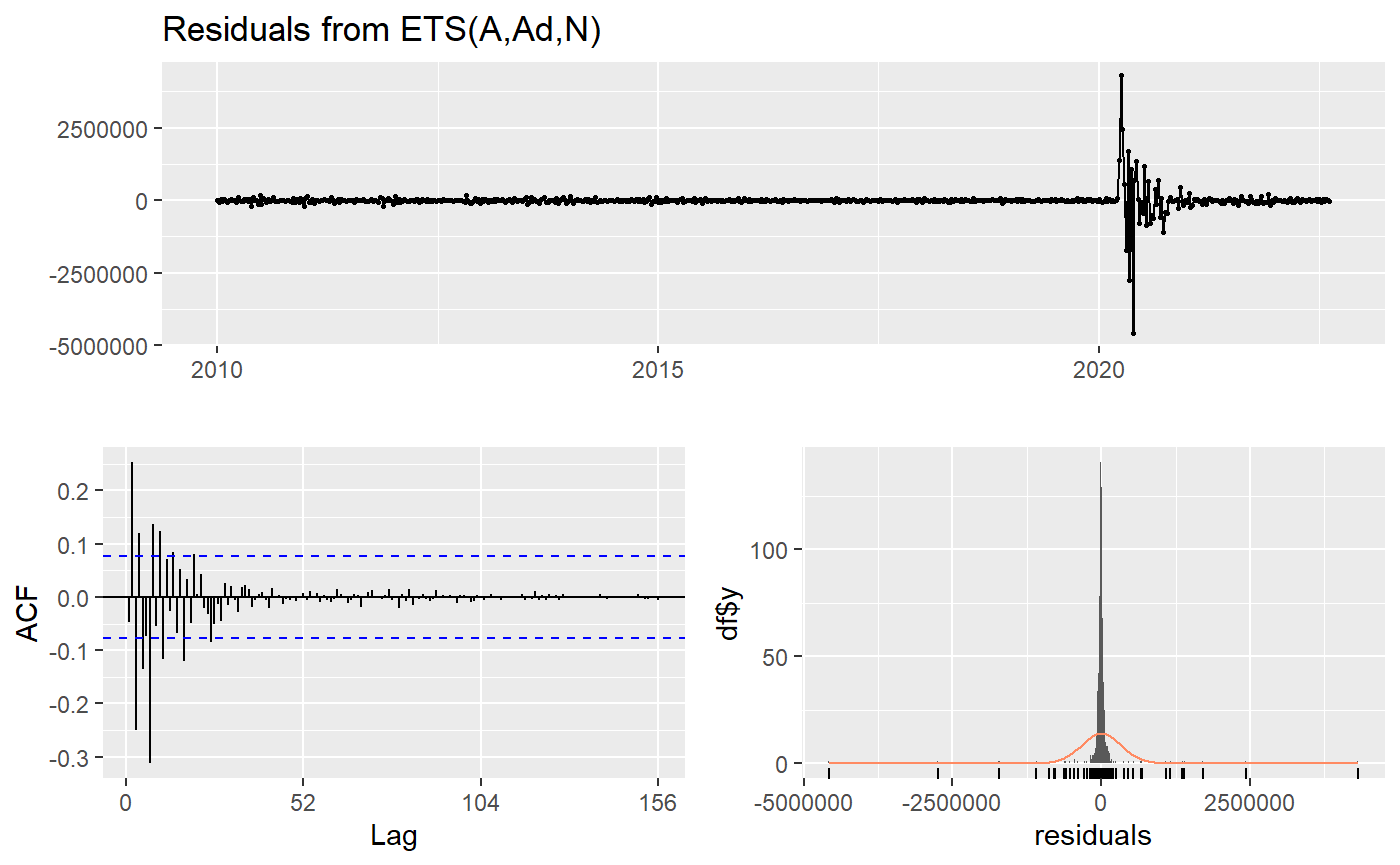 Residuals from ETS(A,Ad,N)
2500000
0
-2500000
-5000000
2010 2015 2020
ACF
0.2
0.1
0.0
-0.1
-0.2
-0.3
0 52 104 156
Lag
df$y
100
50
0
-5000000 -2500000 0 2500000
residuals